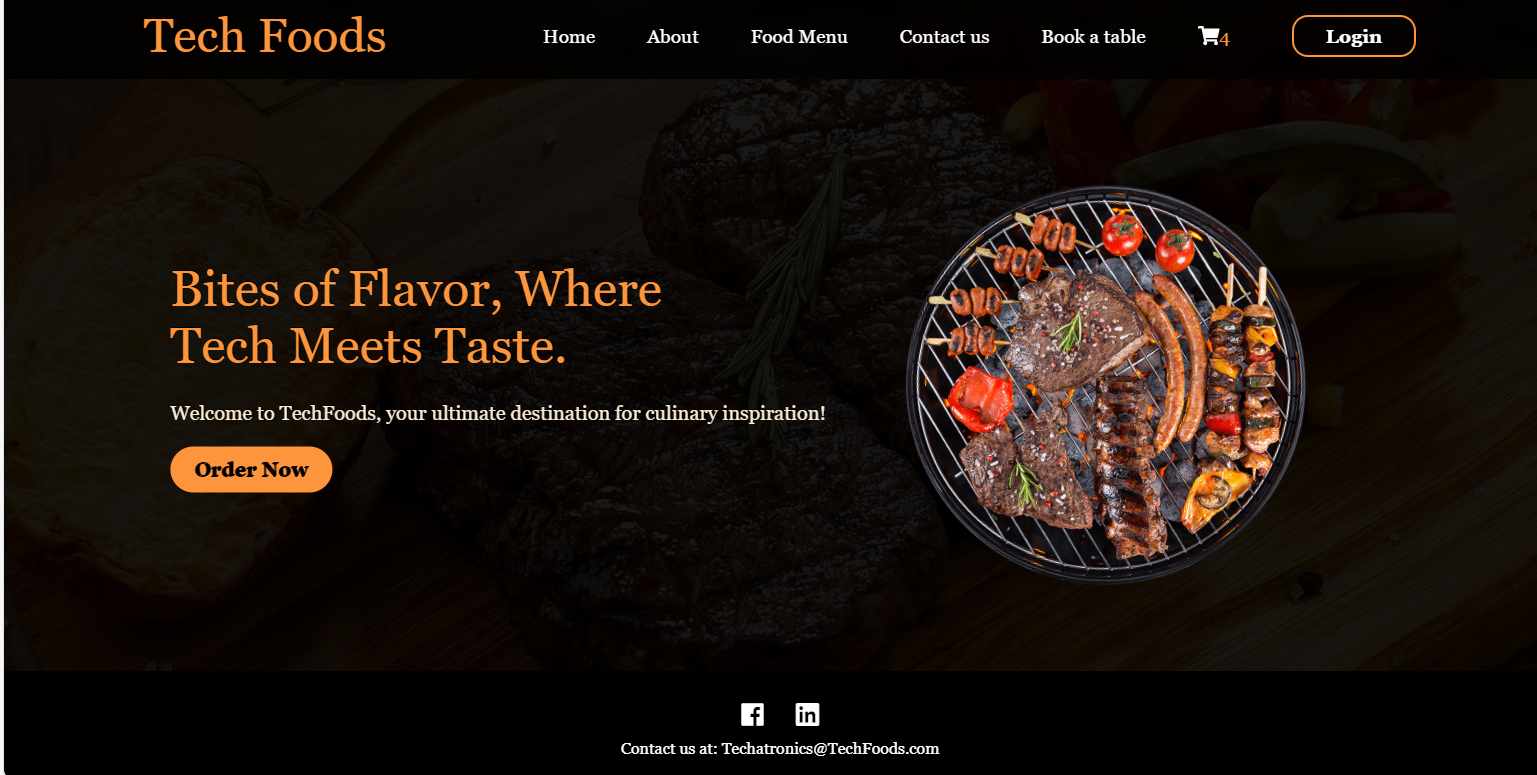 Tech Foods
Home About Food Menu Contact us Book a table 4 Login
Bites of Flavor, Where
Tech Meets Taste.
Welcome to TechFoods, your ultimate destination for culinary inspiration!
Order Now
Contact us at: Techatronics@TechFoods.com